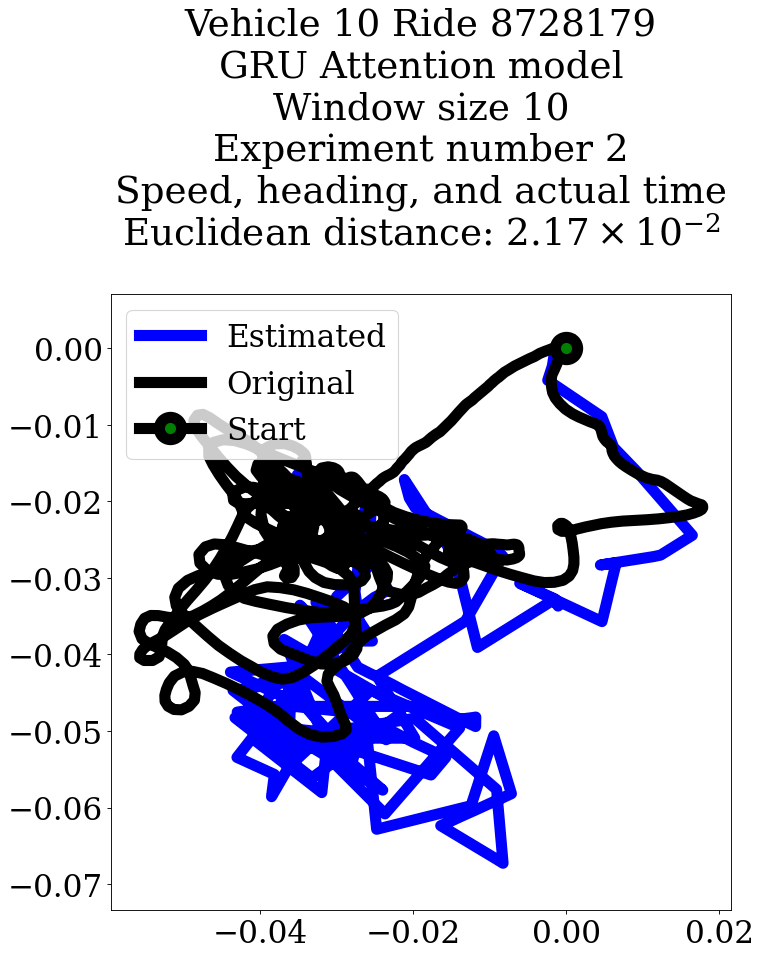 Vehicle 10 Ride 8728179
GRU Attention model
Window size 10
Experiment number 2
Speed, heading, and actual time
Euclidean distance: 2.17 × 10⁻²
Estimated
Original
Start
0.00
−0.01
−0.02
−0.03
−0.04
−0.05
−0.06
−0.07
−0.04 −0.02 0.00 0.02